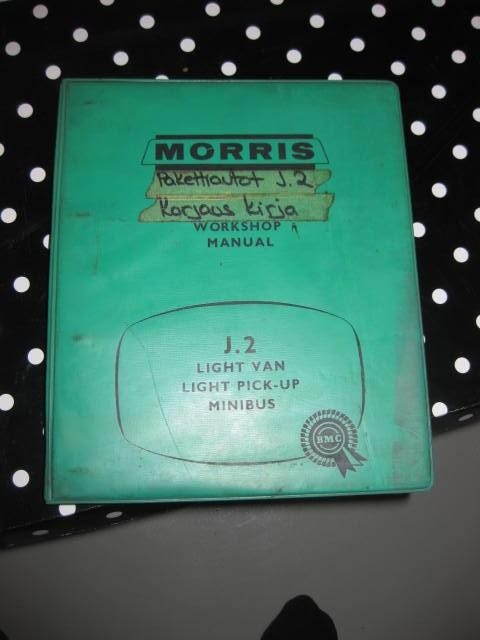 MORRIS
Pakettiautot J.2
Korjaus Kirja
WORKSHOP
MANUAL
J.2
LIGHT VAN
LIGHT PICK-UP
MINIBUS
BMC